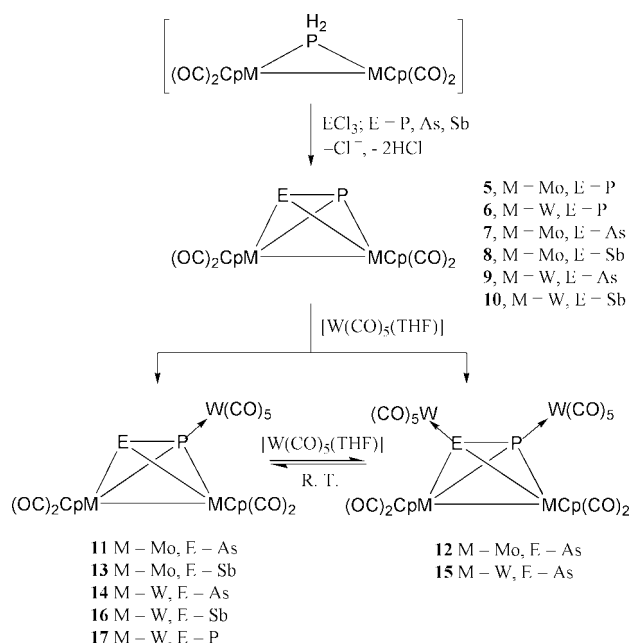 H₂
P
(OC)₂CpM MCp(CO)₂
ECl₃; E – P, As, Sb
–Cl⁻, - 2HCl
E P
(OC)₂CpM MCp(CO)₂
5, M – Mo, E – P
6, M – W, E – P
7, M – Mo, E – As
8, M – Mo, E – Sb
9, M – W, E – As
10, M – W, E – Sb
[W(CO)₅(THF)]
W(CO)₅
E P
(OC)₂CpM MCp(CO)₂
[W(CO)₅(THF)]
R. T.
(CO)₅W W(CO)₅
E P
(OC)₂CpM MCp(CO)₂
11 M – Mo, E – As
13 M – Mo, E – Sb
14 M – W, E – As
16 M – W, E – Sb
17 M – W, E – P
12 M – Mo, E – As
15 M – W, E – As